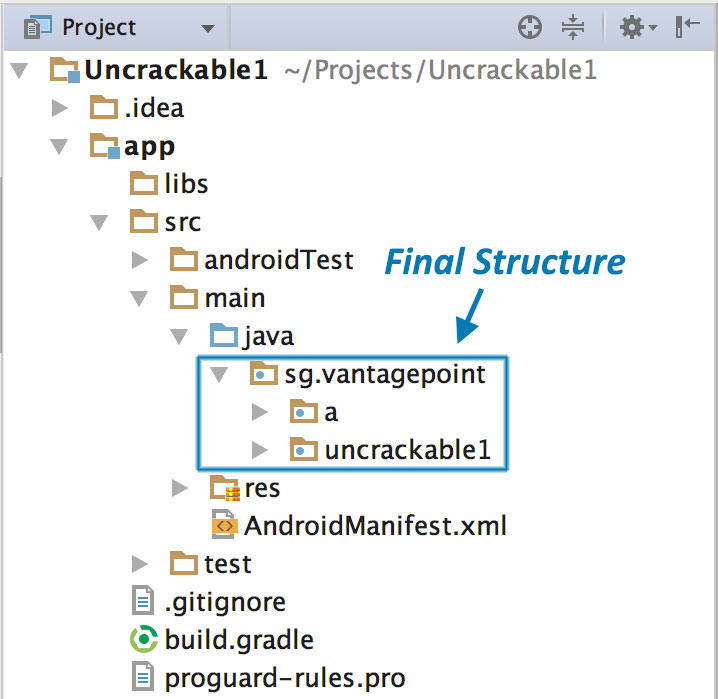 Project
Uncrackable1 ~/Projects/Uncrackable1
.idea
app
libs
src
androidTest
Final Structure
main
java
sg.vantagepoint
a
uncrackable1
res
AndroidManifest.xml
test
.gitignore
build.gradle
proguard-rules.pro